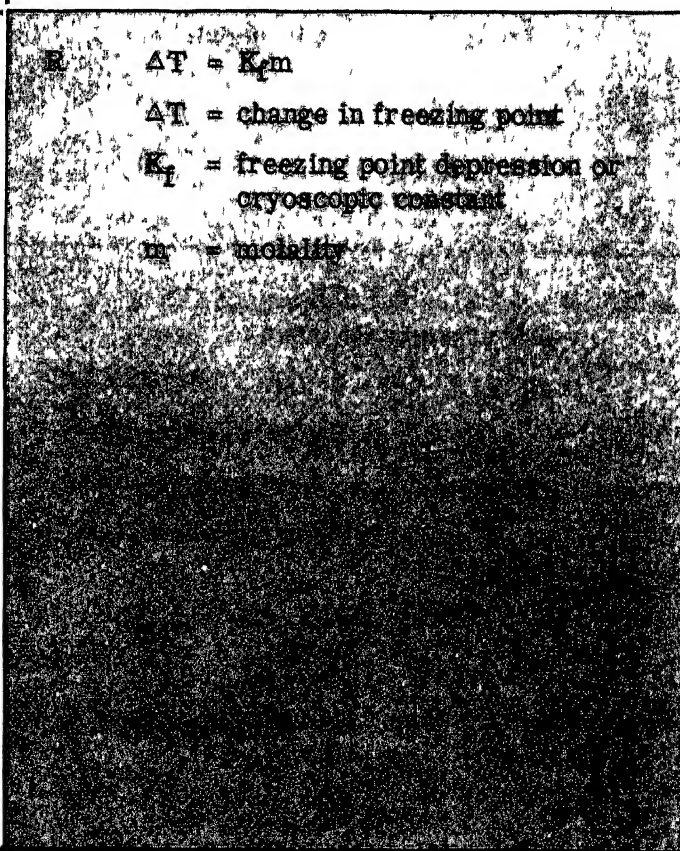 R ΔT = K_f m
ΔT = change in freezing point
K_f = freezing point depression or
cryoscopic constant
m = molality